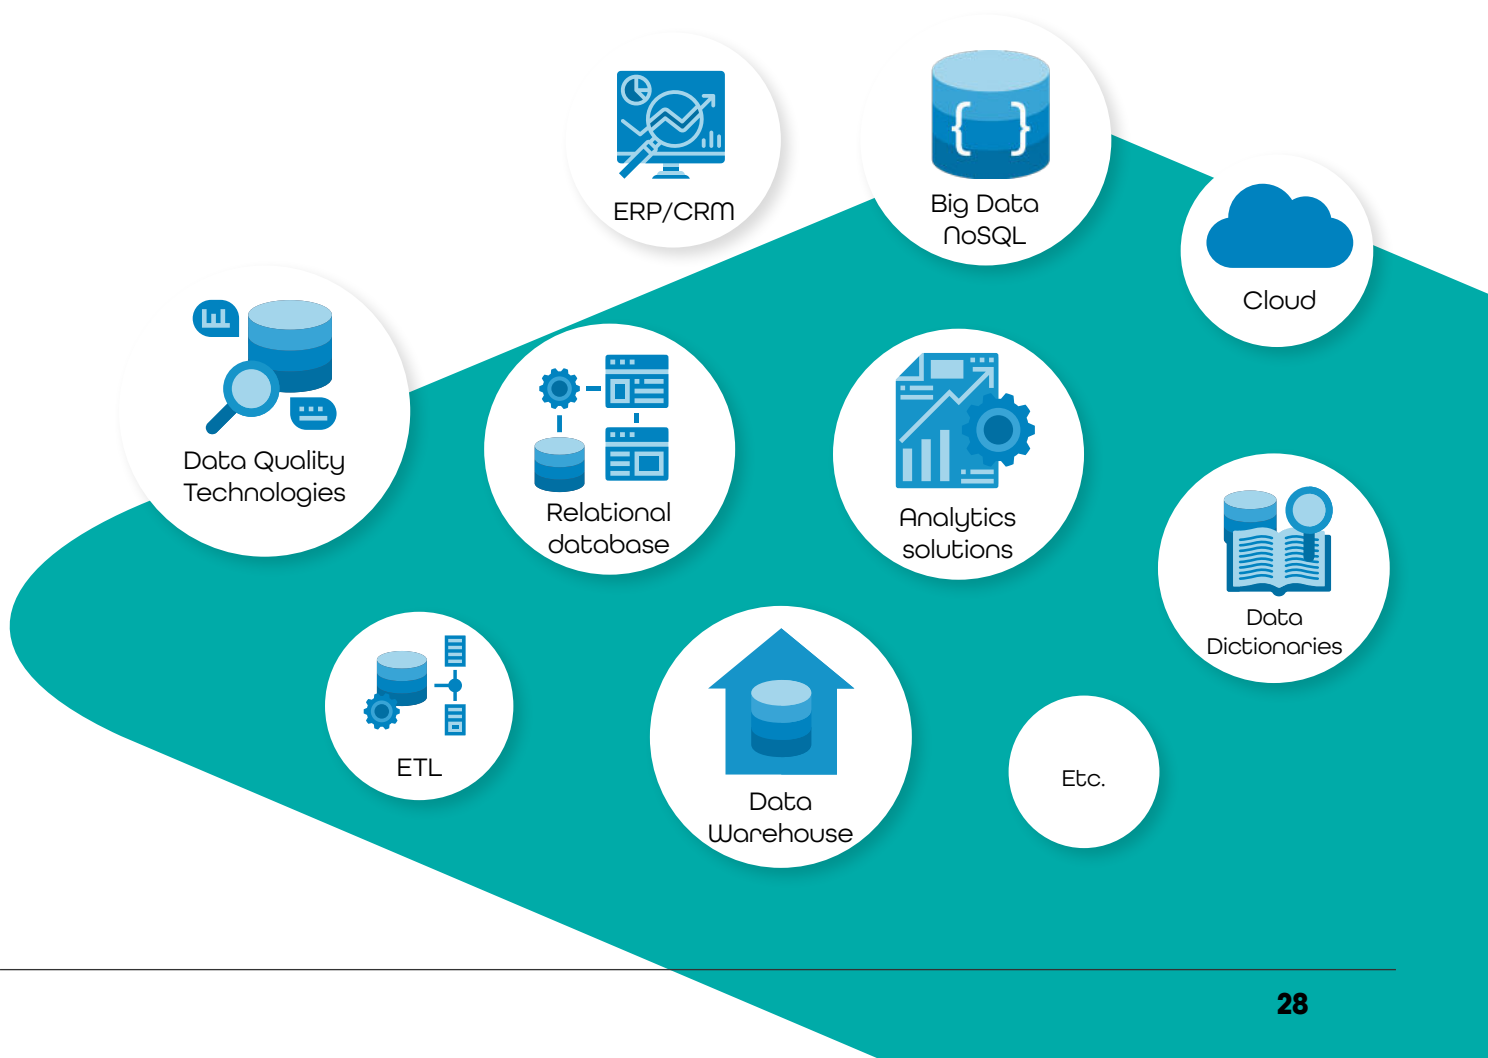 ERP/CRM
Big Data
NoSQL
Cloud
Data Quality
Technologies
Relational
database
Analytics
solutions
Data
Dictionaries
ETL
Data
Warehouse
Etc.
28